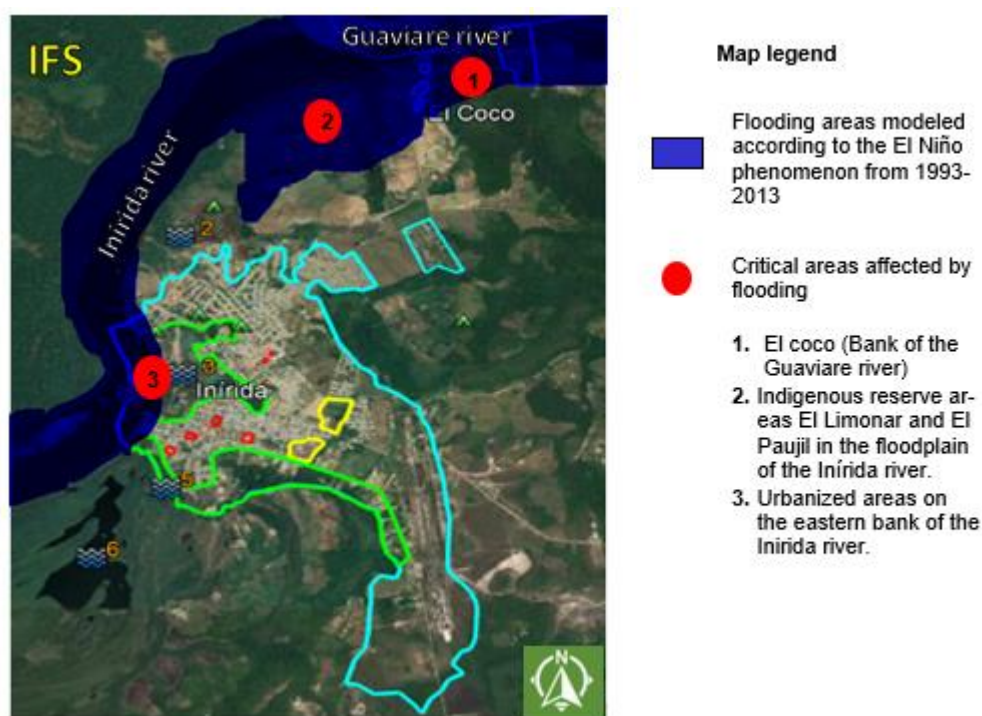 IFS
Guaviare river
1
El Coco
2
Inírida river
2
3
3
Inírida
5
6
N
Map legend
Flooding areas modeled
according to the El Niño
phenomenon from 1993-
2013
Critical areas affected by
flooding
1. El coco (Bank of the
Guaviare river)
2. Indigenous reserve ar-
eas El Limonar and El
Paujil in the floodplain
of the Inírida river.
3. Urbanized areas on
the eastern bank of the
Inirida river.